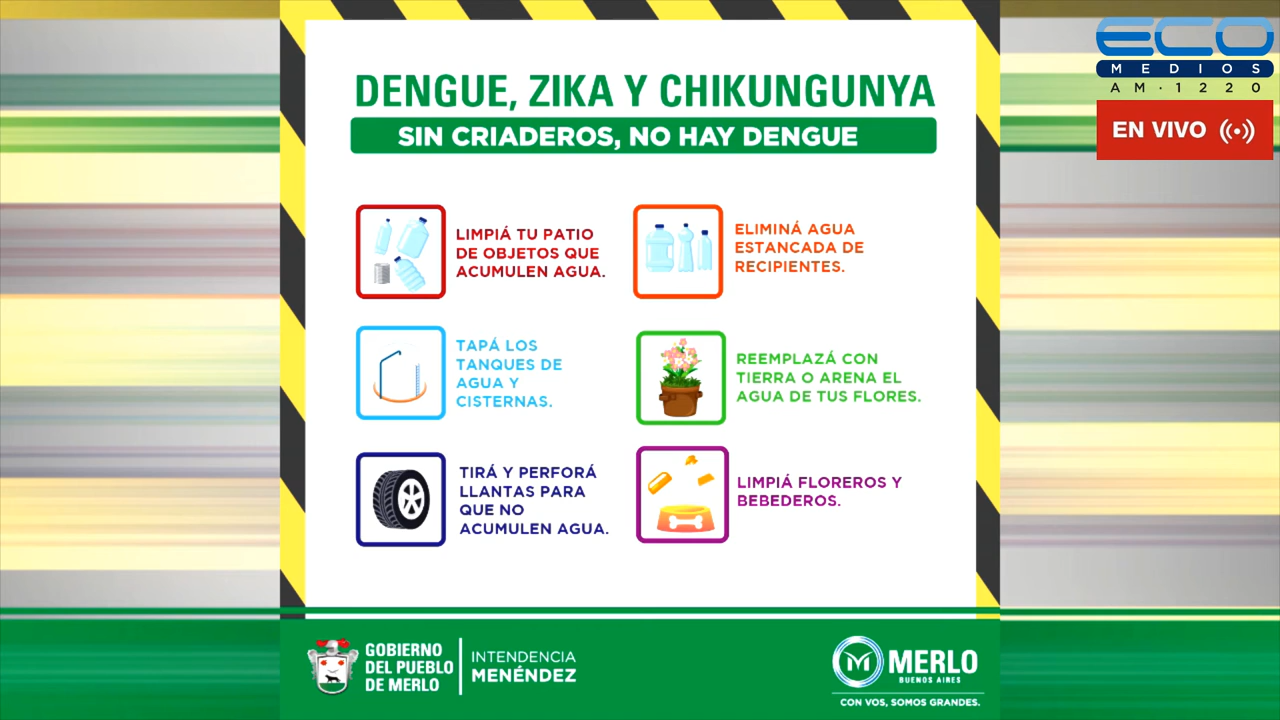 ECO
MEDIOS
AM·1220
EN VIVO
DENGUE, ZIKA Y CHIKUNGUNYA
SIN CRIADEROS, NO HAY DENGUE
LIMPIÁ TU PATIO
DE OBJETOS QUE
ACUMULEN AGUA.
ELIMINÁ AGUA
ESTANCADA DE
RECIPIENTES.
TAPÁ LOS
TANQUES DE
AGUA Y
CISTERNAS.
REEMPLAZÁ CON
TIERRA O ARENA EL
AGUA DE TUS FLORES.
TIRÁ Y PERFORÁ
LLANTAS PARA
QUE NO
ACUMULEN AGUA.
LIMPIÁ FLOREROS Y
BEBEDEROS.
GOBIERNO
DEL PUEBLO
DE MERLO
INTENDENCIA
MENÉNDEZ
MERLO
BUENOS AIRES
CON VOS, SOMOS GRANDES.